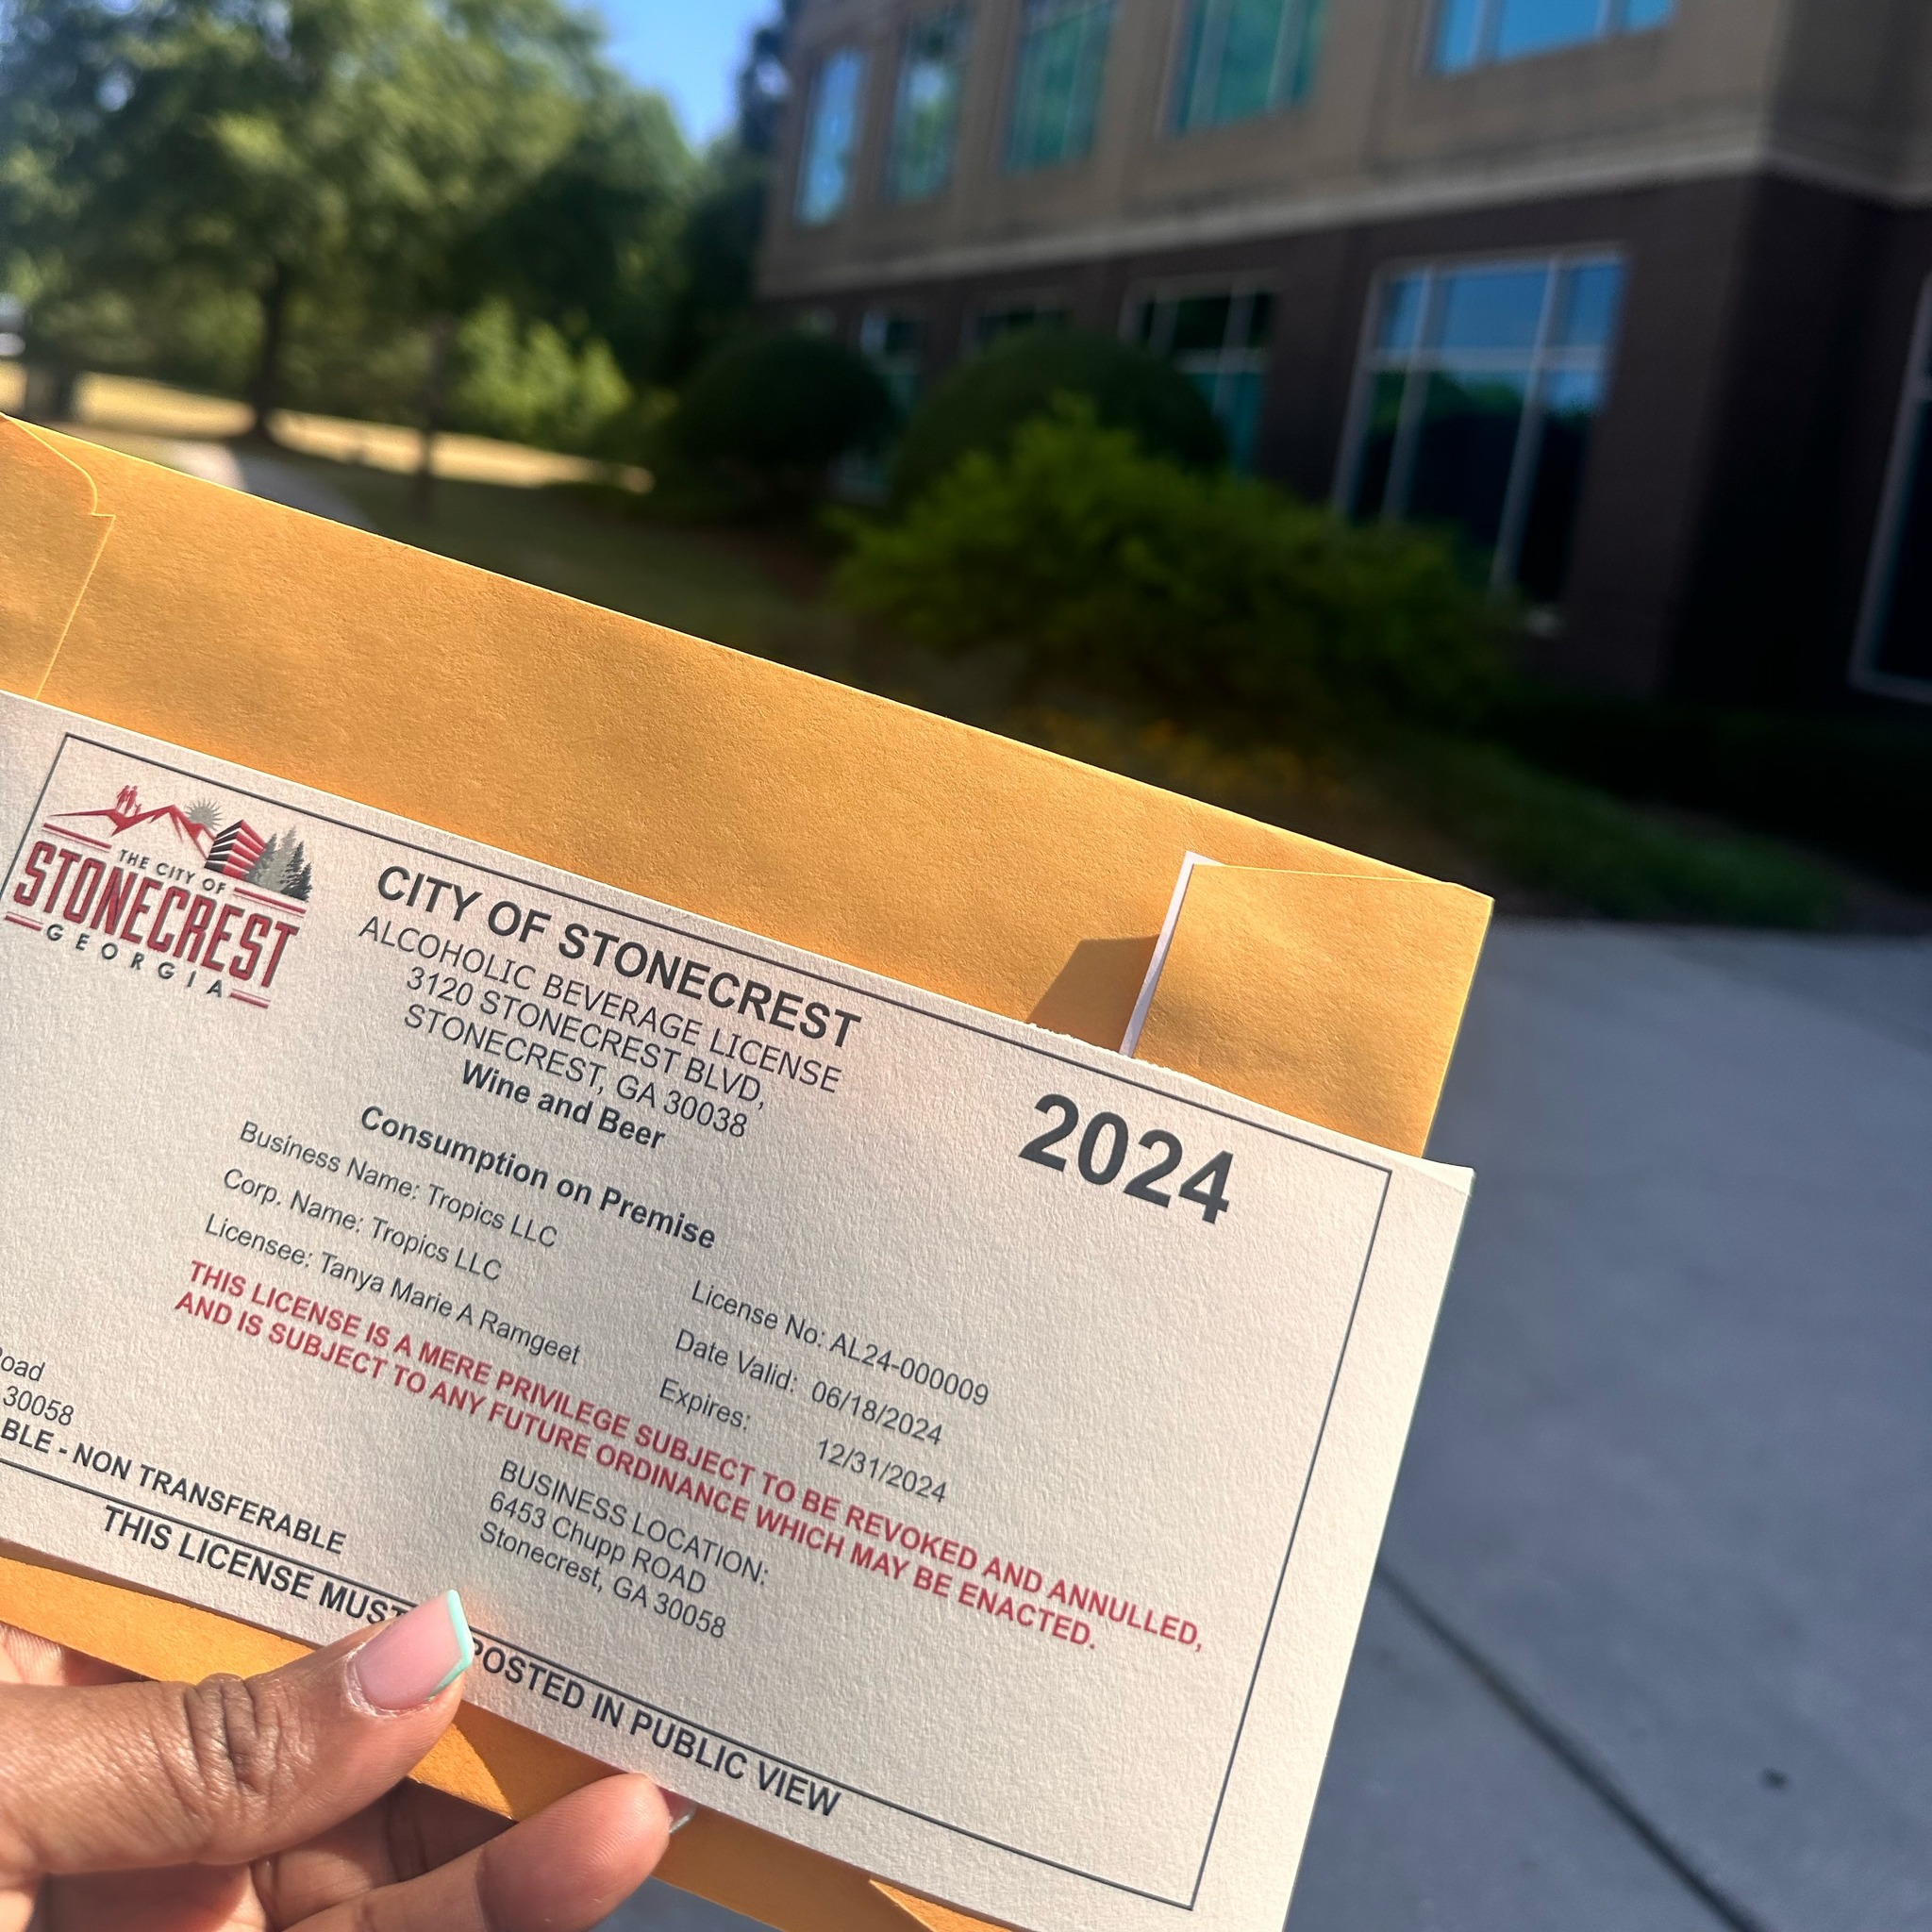 THE CITY OF
STONECREST
GEORGIA
CITY OF STONECREST
ALCOHOLIC BEVERAGE LICENSE
3120 STONECREST BLVD,
STONECREST, GA 30038
Wine and Beer
Consumption on Premise
2024
Business Name: Tropics LLC
Corp. Name: Tropics LLC
Licensee: Tanya Marie A Ramgeet
License No: AL24-000009
Date Valid: 06/18/2024
Expires: 12/31/2024
THIS LICENSE IS A MERE PRIVILEGE SUBJECT TO BE REVOKED AND ANNULLED,
AND IS SUBJECT TO ANY FUTURE ORDINANCE WHICH MAY BE ENACTED.
30058
BUSINESS LOCATION:
6453 Chupp ROAD
Stonecrest, GA 30058
- NON TRANSFERABLE
THIS LICENSE MUST POSTED IN PUBLIC VIEW